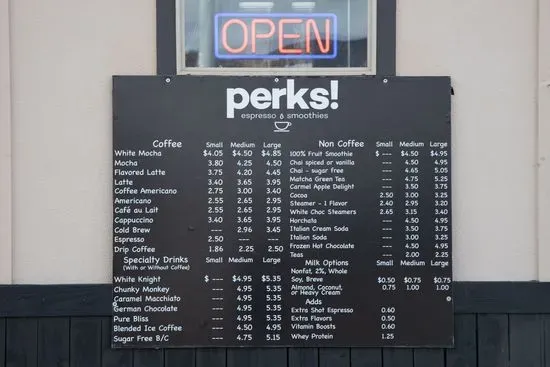 OPEN
perks!
espresso & smoothies
Coffee Small Medium Large
White Mocha $4.05 $4.50 $4.85
Mocha 3.80 4.25 4.50
Flavored Latte 3.75 4.20 4.45
Latte 3.40 3.65 3.95
Coffee Americano 2.75 3.00 3.40
Americano 2.55 2.65 2.95
Café au Lait 2.55 2.65 2.95
Cappuccino 3.40 3.65 3.95
Cold Brew --- 2.96 3.45
Espresso 2.50 --- ---
Drip Coffee 1.86 2.25 2.50
Specialty Drinks Small Medium Large
(With or Without Coffee)
White Knight $ --- $4.95 $5.35
Chunky Monkey --- 4.95 5.35
Caramel Macchiato --- 4.95 5.35
German Chocolate --- 4.95 5.35
Pure Bliss --- 4.95 5.35
Blended Ice Coffee --- 4.50 4.95
Sugar Free B/C --- 4.75 5.15
Non Coffee Small Medium Large
100% Fruit Smoothie $ --- $4.50 $4.95
Chai spiced or vanilla --- 4.50 4.95
Chai - sugar free --- 4.65 5.05
Matcha Green Tea --- 4.75 5.25
Carmel Apple Delight --- 3.50 3.75
Cocoa 2.50 3.00 3.25
Steamer - 1 Flavor 2.40 2.95 3.20
White Choc Steamers 2.65 3.15 3.40
Horchata --- 4.50 4.95
Italian Cream Soda --- 3.50 3.75
Italian Soda --- 3.00 3.25
Frozen Hot Chocolate --- 4.50 4.95
Teas --- 2.00 2.25
Milk Options Small Medium Large
Nonfat, 2%, Whole
Soy, Breve $0.50 $0.75 $0.75
Almond, Coconut, 0.75 1.00 1.00
or Heavy Cream
Adds
Extra Shot Espresso 0.60
Extra Flavors 0.50
Vitamin Boosts 0.60
Whey Protein 1.25